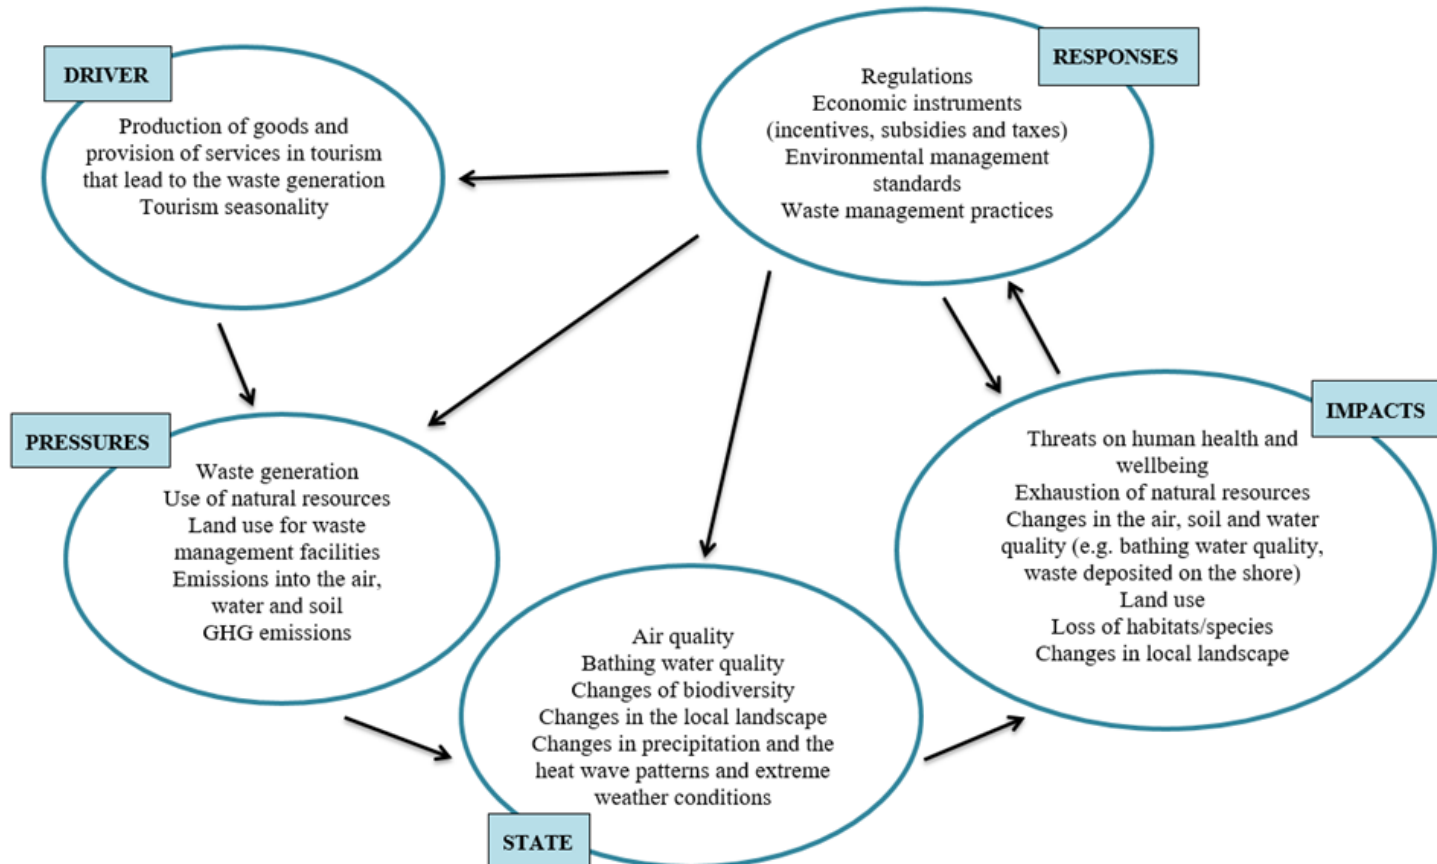 DRIVER
Production of goods and
provision of services in tourism
that lead to the waste generation
Tourism seasonality
RESPONSES
Regulations
Economic instruments
(incentives, subsidies and taxes)
Environmental management
standards
Waste management practices
PRESSURES
Waste generation
Use of natural resources
Land use for waste
management facilities
Emissions into the air,
water and soil
GHG emissions
IMPACTS
Threats on human health and
wellbeing
Exhaustion of natural resources
Changes in the air, soil and water
quality (e.g. bathing water quality,
waste deposited on the shore)
Land use
Loss of habitats/species
Changes in local landscape
Air quality
Bathing water quality
Changes of biodiversity
Changes in the local landscape
Changes in precipitation and the
heat wave patterns and extreme
weather conditions
STATE